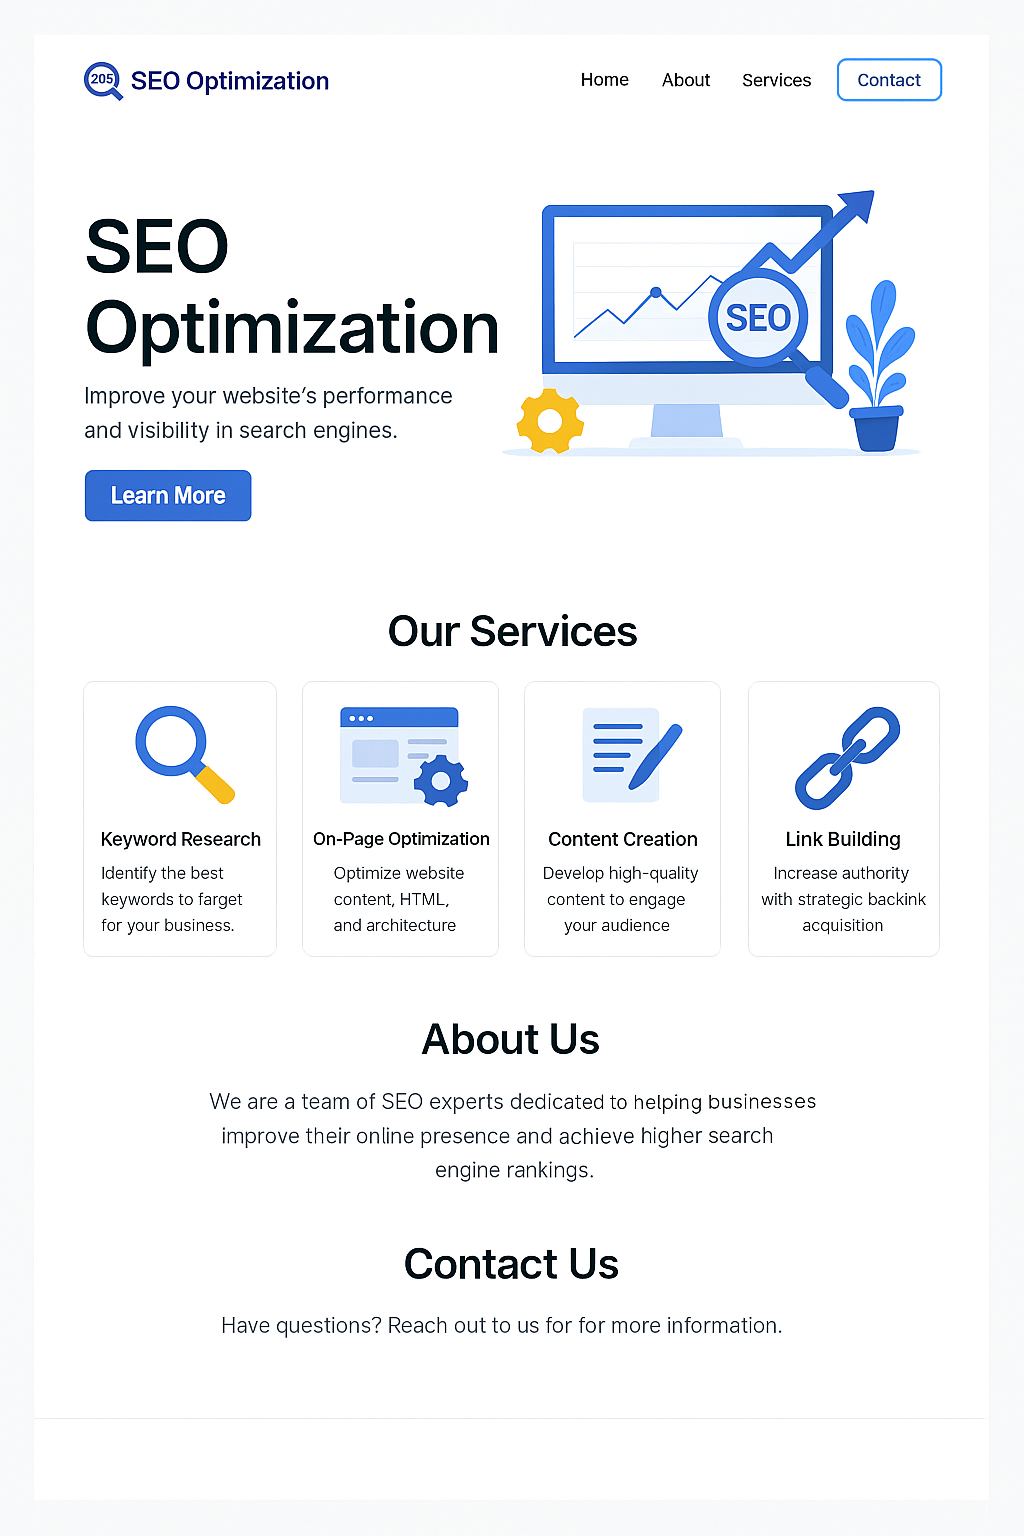 205 SEO Optimization
Home About Services Contact
SEO
Optimization
Improve your website's performance
and visibility in search engines.
Learn More
SEO
Our Services
Keyword Research
Identify the best
keywords to farget
for your business.
On-Page Optimization
Optimize website
content, HTML,
and architecture
Content Creation
Develop high-quality
content to engage
your audience
Link Building
Increase authority
with strategic backink
acquisition
About Us
We are a team of SEO experts dedicated to helping businesses
improve their online presence and achieve higher search
engine rankings.
Contact Us
Have questions? Reach out to us for for more information.